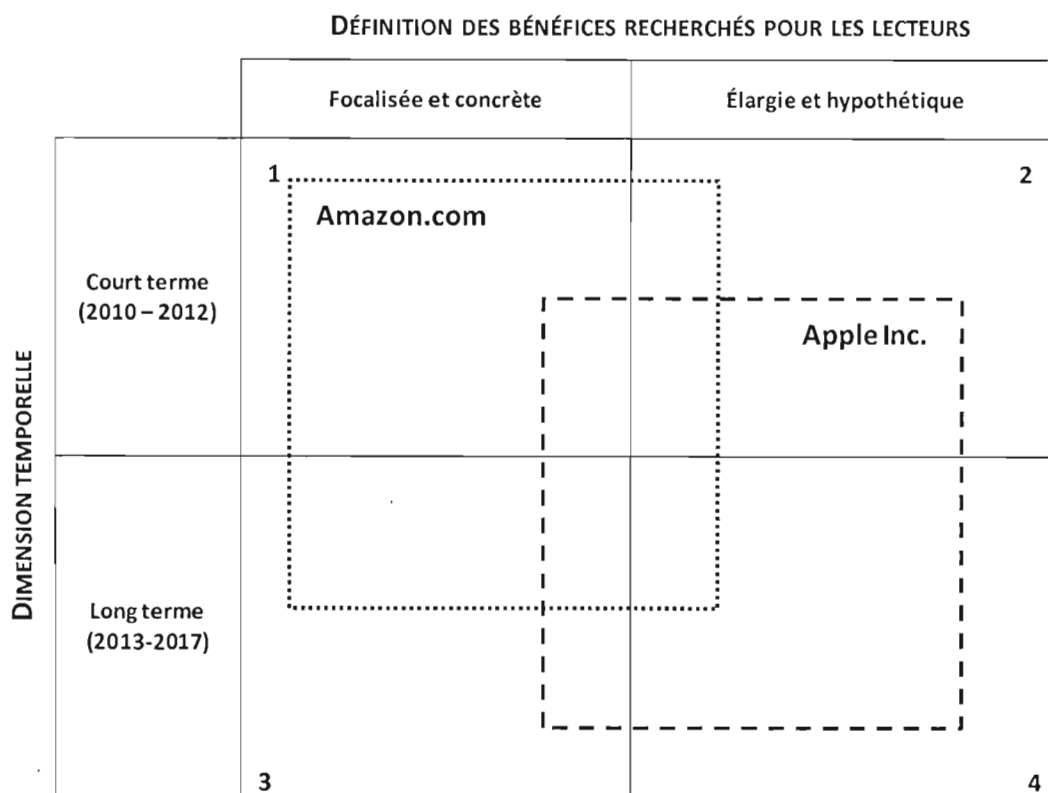 DÉFINITION DES BÉNÉFICES RECHERCHÉS POUR LES LECTEURS
Focalisée et concrète
Élargie et hypothétique
1
2
Amazon.com
Court terme
(2010 – 2012)
Apple Inc.
DIMENSION TEMPORELLE
Long terme
(2013-2017)
3
4